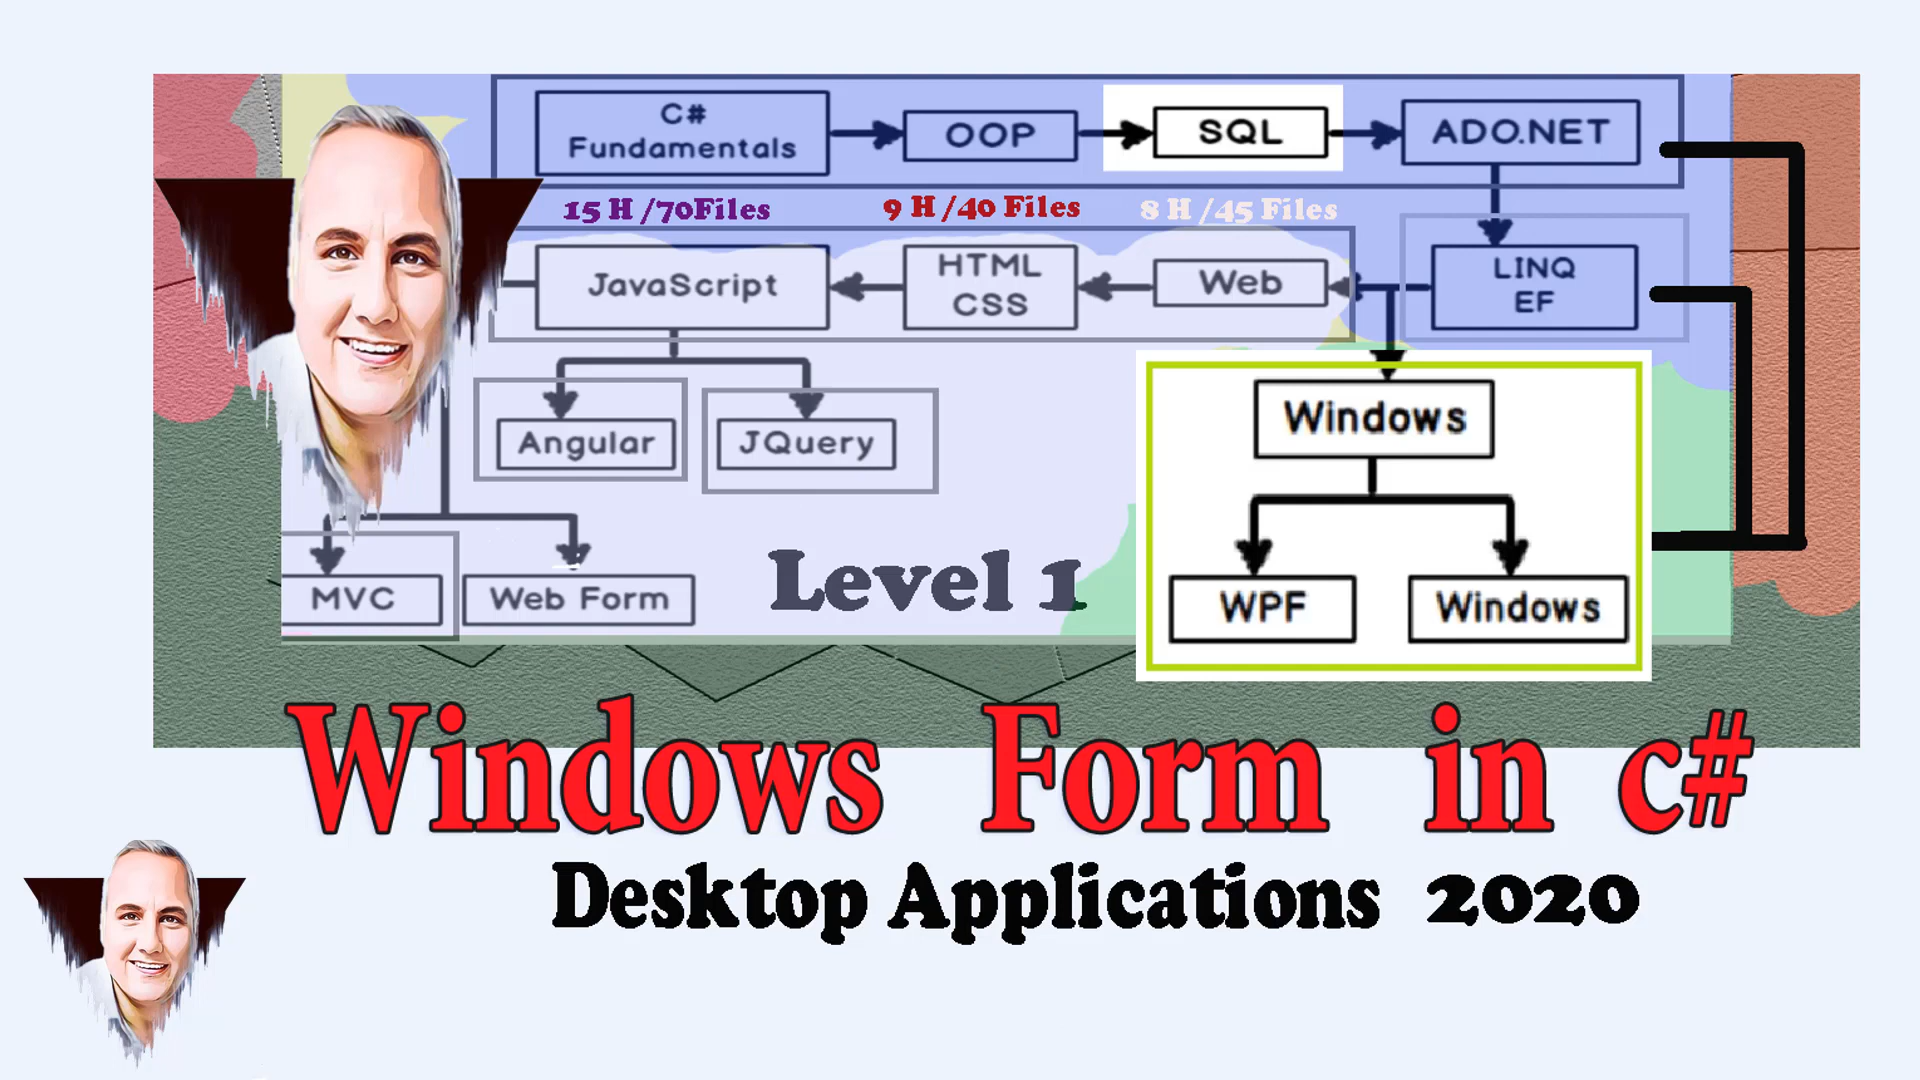 C#
Fundamentals
OOP
SQL
ADO.NET
15 H /70Files
9 H /40 Files
8 H /45 Files
JavaScript
HTML
CSS
Web
LINQ
EF
Windows
Angular
JQuery
MVC
Web Form
Level 1
WPF
Windows
Windows Form in c#
Desktop Applications 2020